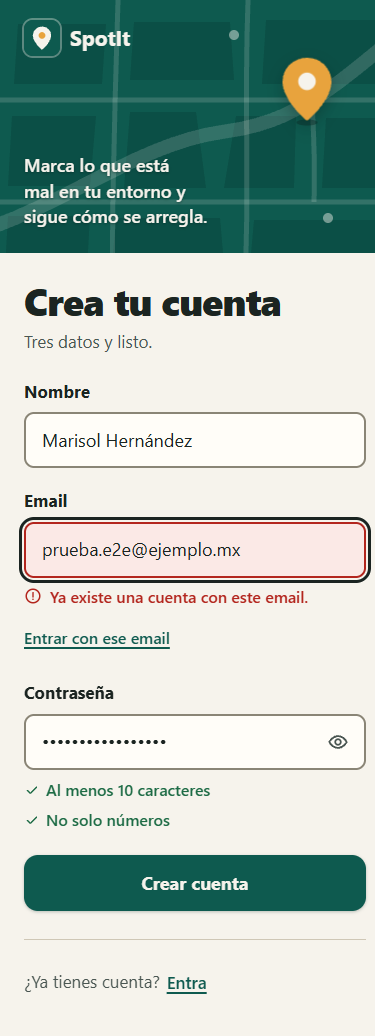 SpotIt
Marca lo que está
mal en tu entorno y
sigue cómo se arregla.
Crea tu cuenta
Tres datos y listo.
Nombre
Marisol Hernández
Email
prueba.e2e@ejemplo.mx
Ya existe una cuenta con este email.
Entrar con ese email
Contraseña
•••••••••••••••••
Al menos 10 caracteres
No solo números
Crear cuenta
¿Ya tienes cuenta? Entra